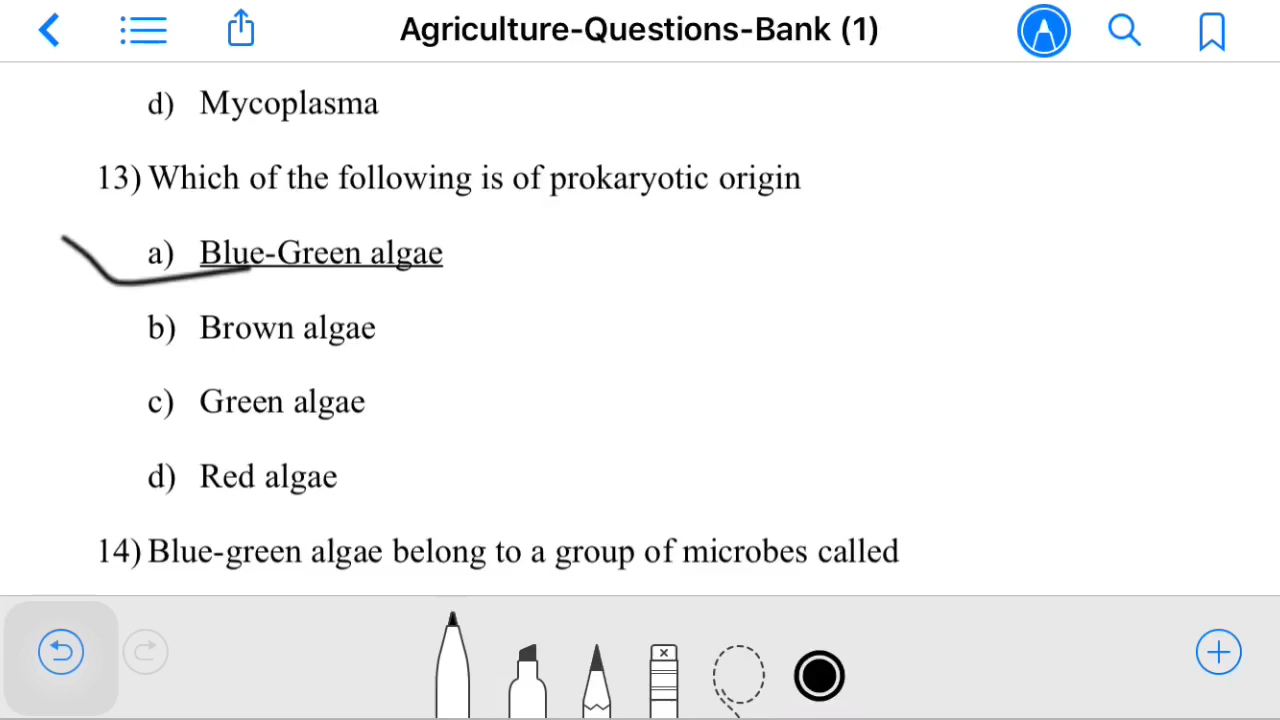 Agriculture-Questions-Bank (1)
d) Mycoplasma
13) Which of the following is of prokaryotic origin
a) Blue-Green algae
b) Brown algae
c) Green algae
d) Red algae
14) Blue-green algae belong to a group of microbes called